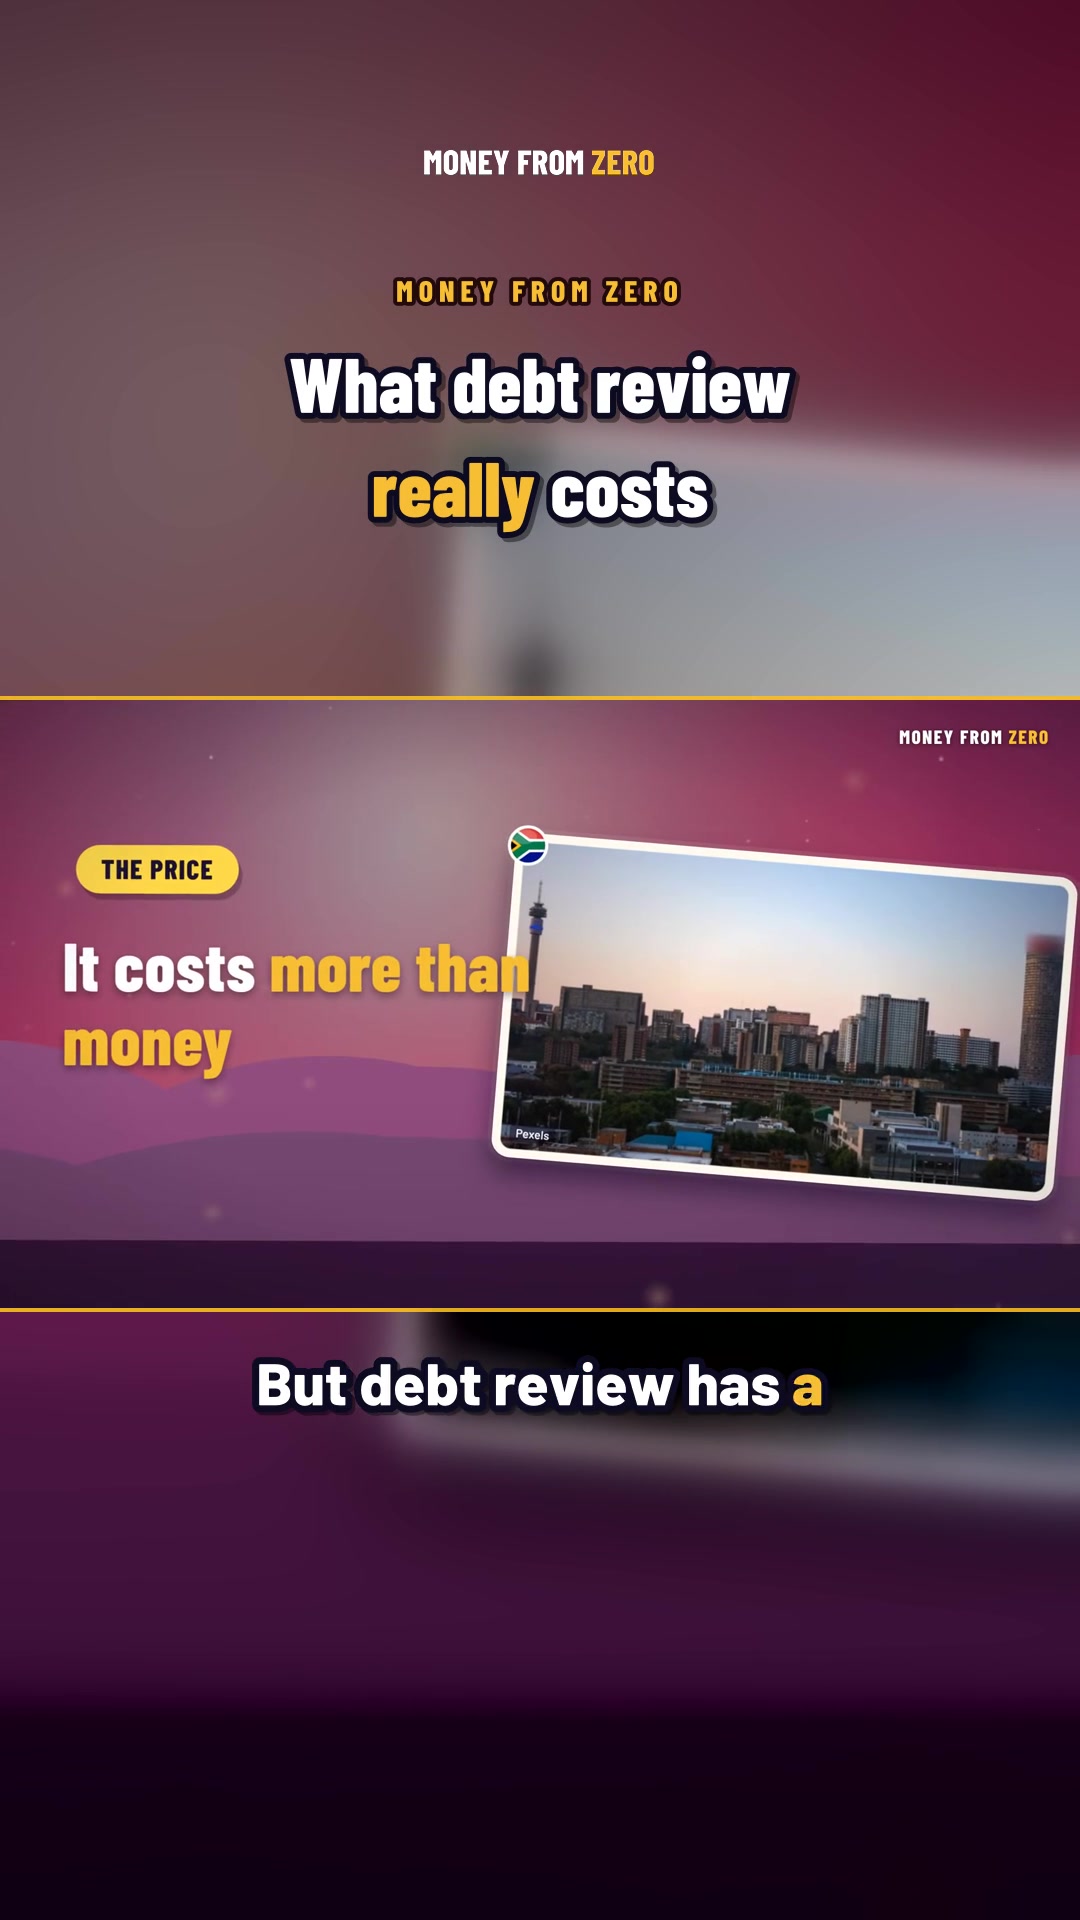 MONEY FROM ZERO
MONEY FROM ZERO
What debt review
really costs
MONEY FROM ZERO
THE PRICE
It costs more than
money
Pexels
But debt review has a